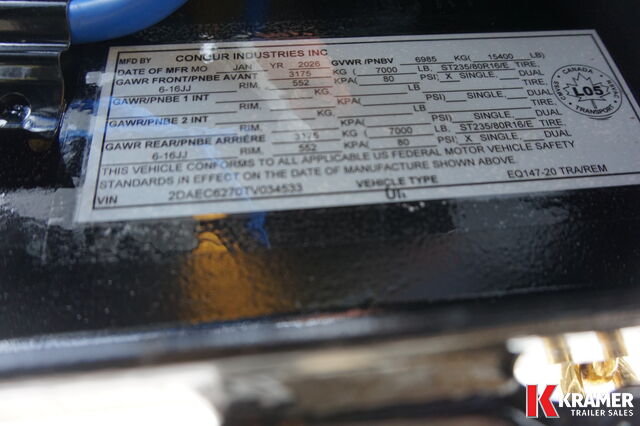 MFD BY CONCUR INDUSTRIES INC GVWR /PNBV 6985 KG( 15400 LB)
DATE OF MFR MO JAN YR 2026
GAWR FRONT/PNBE AVANT 3175 KG ( 7000 LB, ST235/80R16/E TIRE,
6-16JJ RIM, 552 KPA( 80 PSI) X SINGLE, DUAL
GAWR/PNBE 1 INT KG ( LB TIRE,
RIM, KPA( PSI) SINGLE, DUAL
GAWR/PNBE 2 INT KG ( LB TIRE,
RIM, KPA( PSI) SINGLE, DUAL
GAWR REAR/PNBE ARRIÈRE 3175 KG ( 7000 LB, ST235/80R16/E TIRE,
6-16JJ RIM, 552 KPA( 80 PSI) X SINGLE, DUAL
THIS VEHICLE CONFORMS TO ALL APPLICABLE US FEDERAL MOTOR VEHICLE SAFETY
STANDARDS IN EFFECT ON THE DATE OF MANUFACTURE SHOWN ABOVE.
VIN 2DAEC6270TV034533 VEHICLE TYPE EQ147-20 TRA/REM
CANADA
L05
TRANSPORT
KRAMER
TRAILER SALES